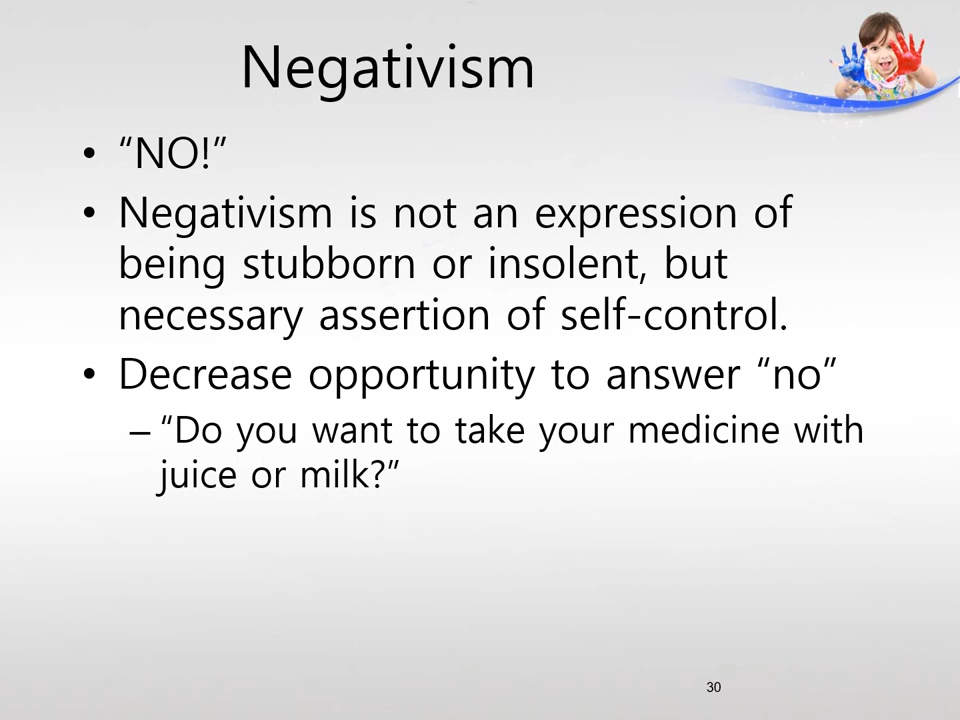 Negativism
• “NO!”
• Negativism is not an expression of
being stubborn or insolent, but
necessary assertion of self-control.
• Decrease opportunity to answer “no”
– “Do you want to take your medicine with
juice or milk?”
30